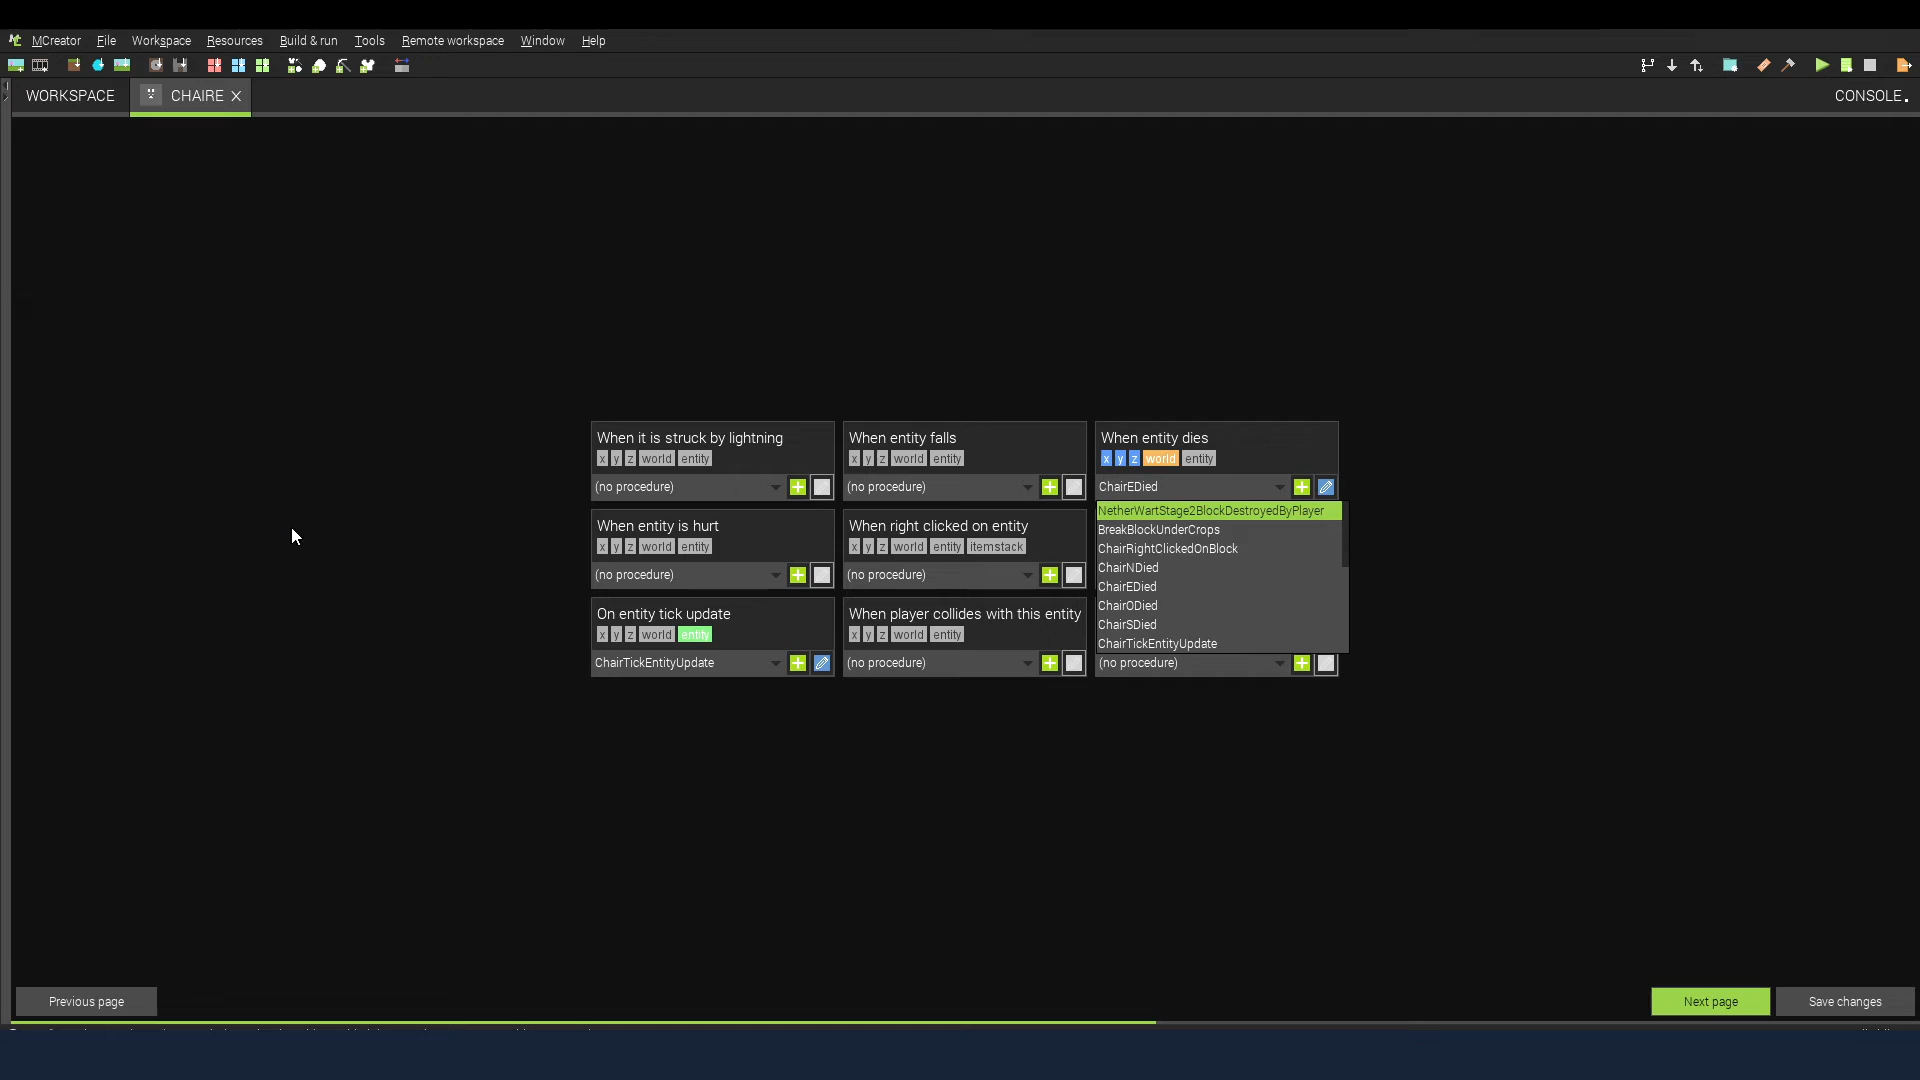 MCreator File Workspace Resources Build & run Tools Remote workspace Window Help
WORKSPACE CHAIRE CONSOLE
When it is struck by lightning
x y z world entity
(no procedure)
When entity falls
x y z world entity
(no procedure)
When entity dies
x y z world entity
ChairEDied
NetherWartStage2BlockDestroyedByPlayer
BreakBlockUnderCrops
ChairRightClickedOnBlock
ChairNDied
ChairEDied
ChairODied
ChairSDied
ChairTickEntityUpdate
When entity is hurt
x y z world entity
(no procedure)
When right clicked on entity
x y z world entity itemstack
(no procedure)
On entity tick update
x y z world entity
ChairTickEntityUpdate
When player collides with this entity
x y z world entity
(no procedure)
(no procedure)
Previous page Next page Save changes